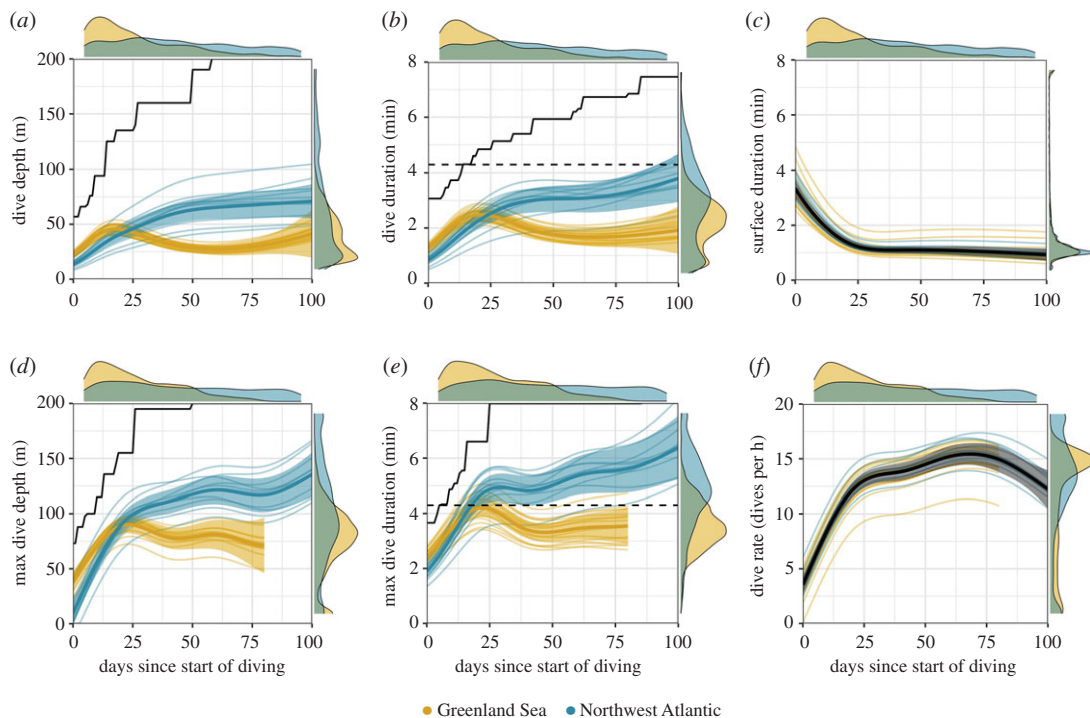 (a)
dive depth (m)
200
150
100
50
0
0 25 50 75 100
(b)
dive duration (min)
8
6
4
2
0
0 25 50 75 100
(c)
surface duration (min)
8
6
4
2
0
0 25 50 75 100
(d)
max dive depth (m)
200
150
100
50
0
0 25 50 75 100
days since start of diving
(e)
max dive duration (min)
8
6
4
2
0
0 25 50 75 100
days since start of diving
(f)
dive rate (dives per h)
20
15
10
5
0
0 25 50 75 100
days since start of diving
Greenland Sea Northwest Atlantic